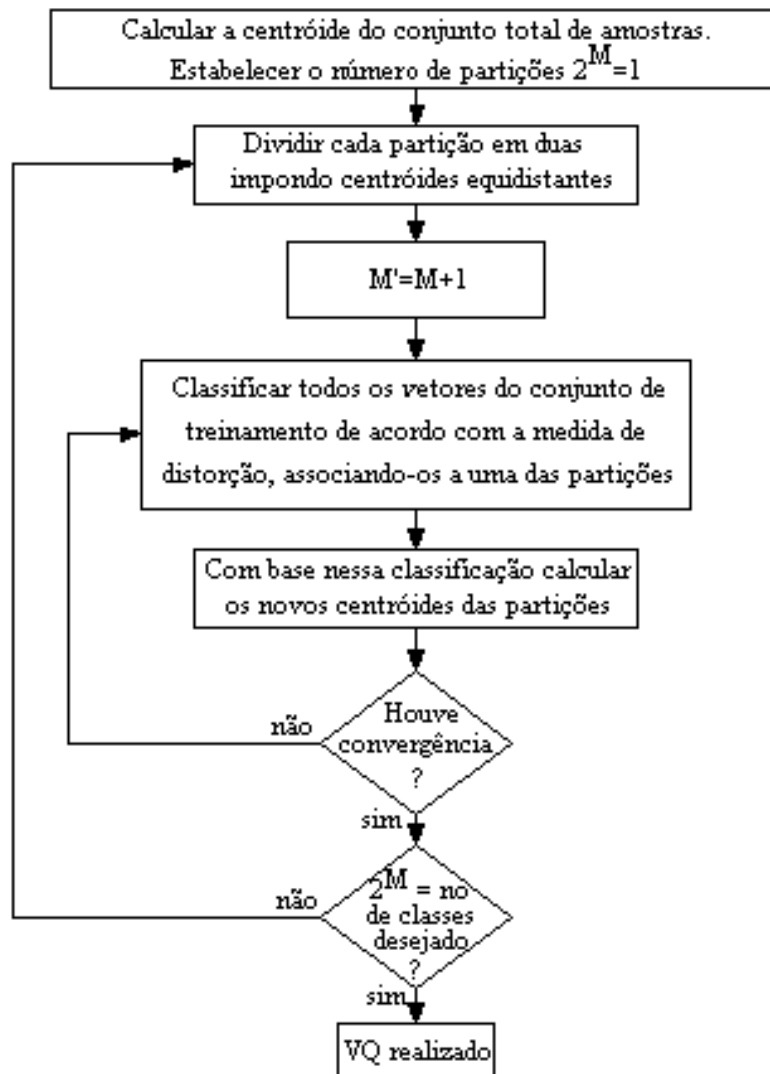 Calcular a centróide do conjunto total de amostras.
Estabelecer o número de partições 2^M=1
Dividir cada partição em duas
impondo centróides equidistantes
M'=M+1
Classificar todos os vetores do conjunto de
treinamento de acordo com a medida de
distorção, associando-os a uma das partições
Com base nessa classificação calcular
os novos centróides das partições
não
Houve
convergência
?
sim
não
2^M = no
de classes
desejado
?
sim
VQ realizado